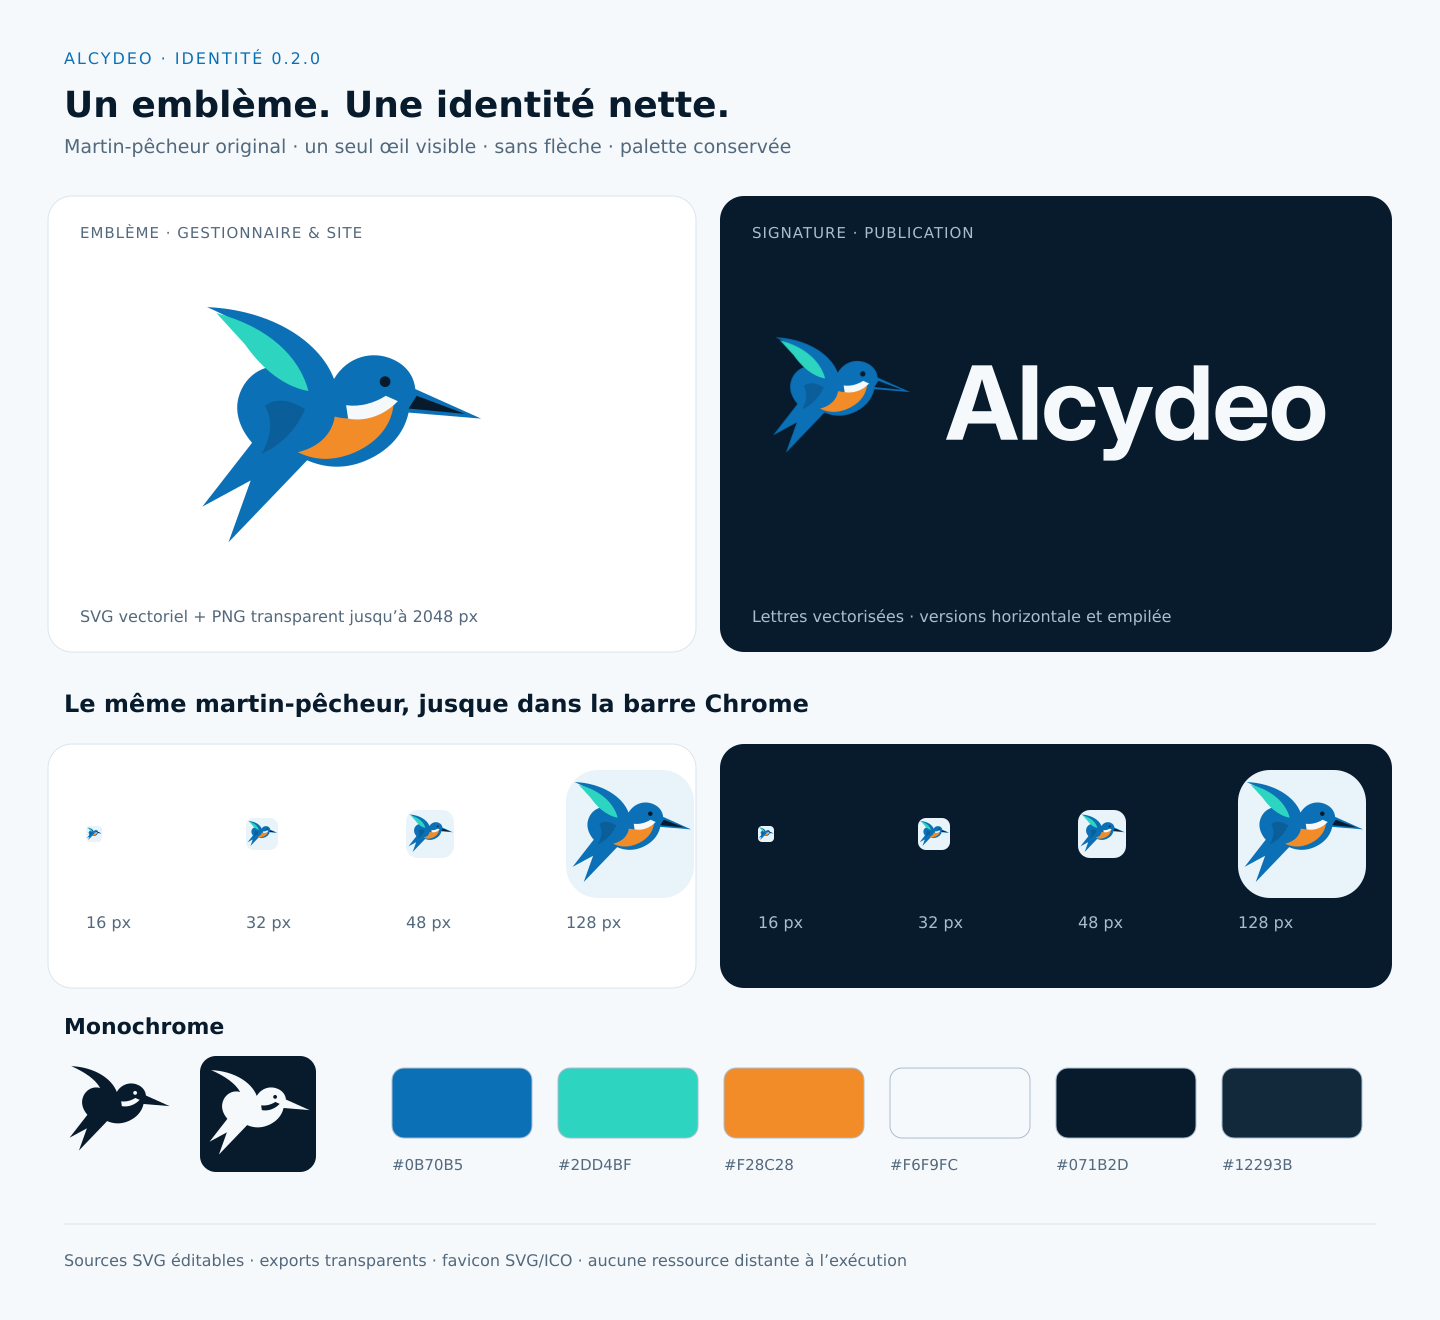 ALCYDEO · IDENTITÉ 0.2.0
Un emblème. Une identité nette.
Martin-pêcheur original · un seul œil visible · sans flèche · palette conservée
EMBLÈME · GESTIONNAIRE & SITE
SVG vectoriel + PNG transparent jusqu’à 2048 px
SIGNATURE · PUBLICATION
Alcydeo
Lettres vectorisées · versions horizontale et empilée
Le même martin-pêcheur, jusque dans la barre Chrome
16 px 32 px 48 px 128 px
16 px 32 px 48 px 128 px
Monochrome
#0B70B5 #2DD4BF #F28C28 #F6F9FC #071B2D #12293B
Sources SVG éditables · exports transparents · favicon SVG/ICO · aucune ressource distante à l’exécution